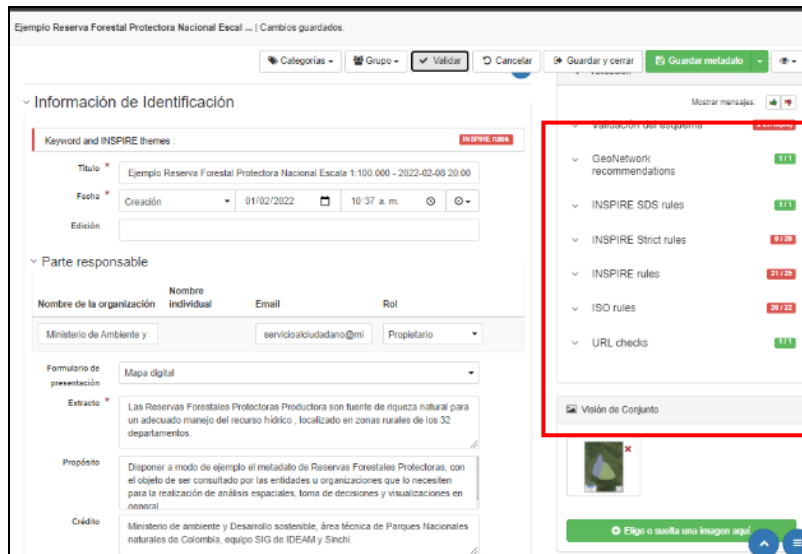 Ejemplo Reserva Forestal Protectora Nacional Escal ... | Cambios guardados.
Categorías Grupo Validar Cancelar Guardar y cerrar Guardar metadato
Mostrar mensajes:
Información de Identificación
Validación del esquema
Keyword and INSPIRE themes : INSPIRE rules
GeoNetwork recommendations 1 / 1
Título * Ejemplo Reserva Forestal Protectora Nacional Escala 1:100.000 - 2022-02-08 20:00
Fecha * Creación 01/02/2022 10:37 a. m.
INSPIRE SDS rules 1 / 1
Edición
INSPIRE Strict rules 0 / 20
Parte responsable
INSPIRE rules 21 / 29
Nombre de la organización Nombre individual Email Rol
ISO rules 20 / 22
Ministerio de Ambiente y servicioalciudadano@mi Propietario
URL checks 1 / 1
Formulario de presentación Mapa digital
Extracto * Las Reservas Forestales Protectoras Productora son fuente de riqueza natural para
un adecuado manejo del recurso hídrico , localizado en zonas rurales de los 32
departamentos.
Visión de Conjunto
Propósito Disponer a modo de ejemplo el metadato de Reservas Forestales Protectoras, con
el objeto de ser consultado por las entidades u organizaciones que lo necesiten
para la realización de análisis espaciales, toma de decisiones y visualizaciones en
general
Crédito Ministerio de ambiente y Desarrollo sostenible, área técnica de Parques Nacionales
naturales de Colombia, equipo SIG de IDEAM y Sinchi.
Elige o suelta una imagen aquí